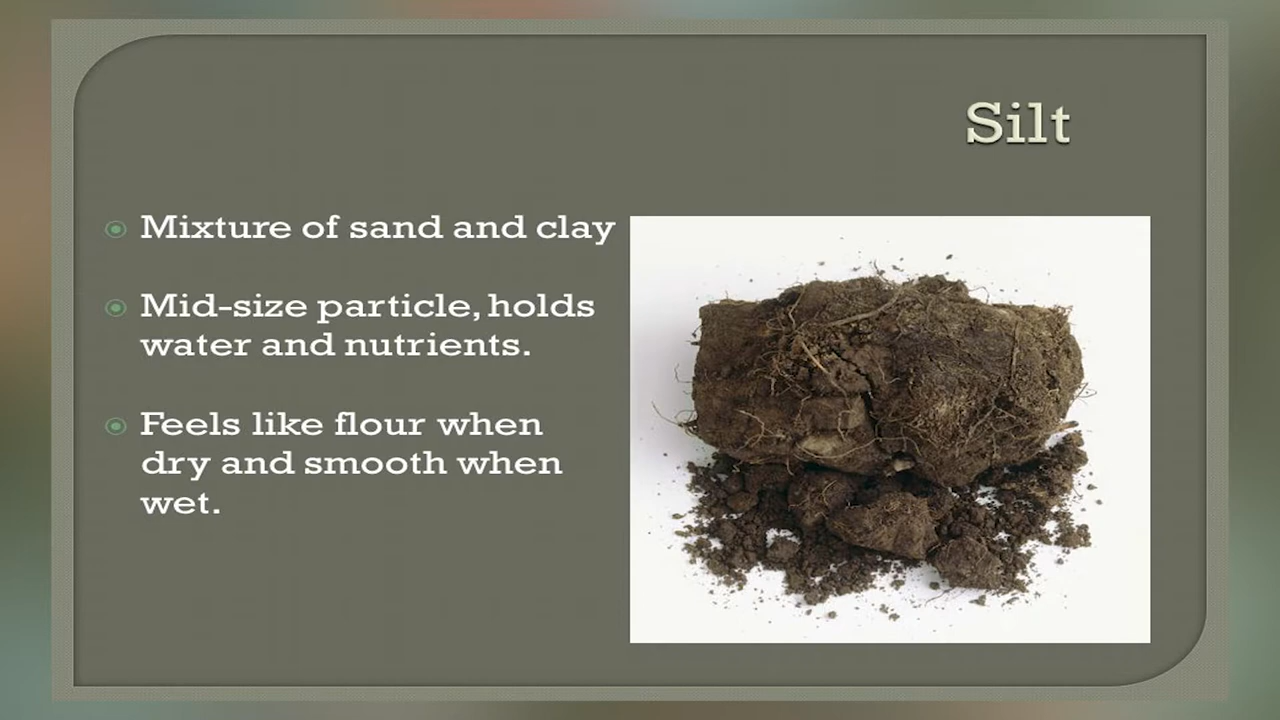 Silt
Mixture of sand and clay
Mid-size particle, holds
water and nutrients.
Feels like flour when
dry and smooth when
wet.